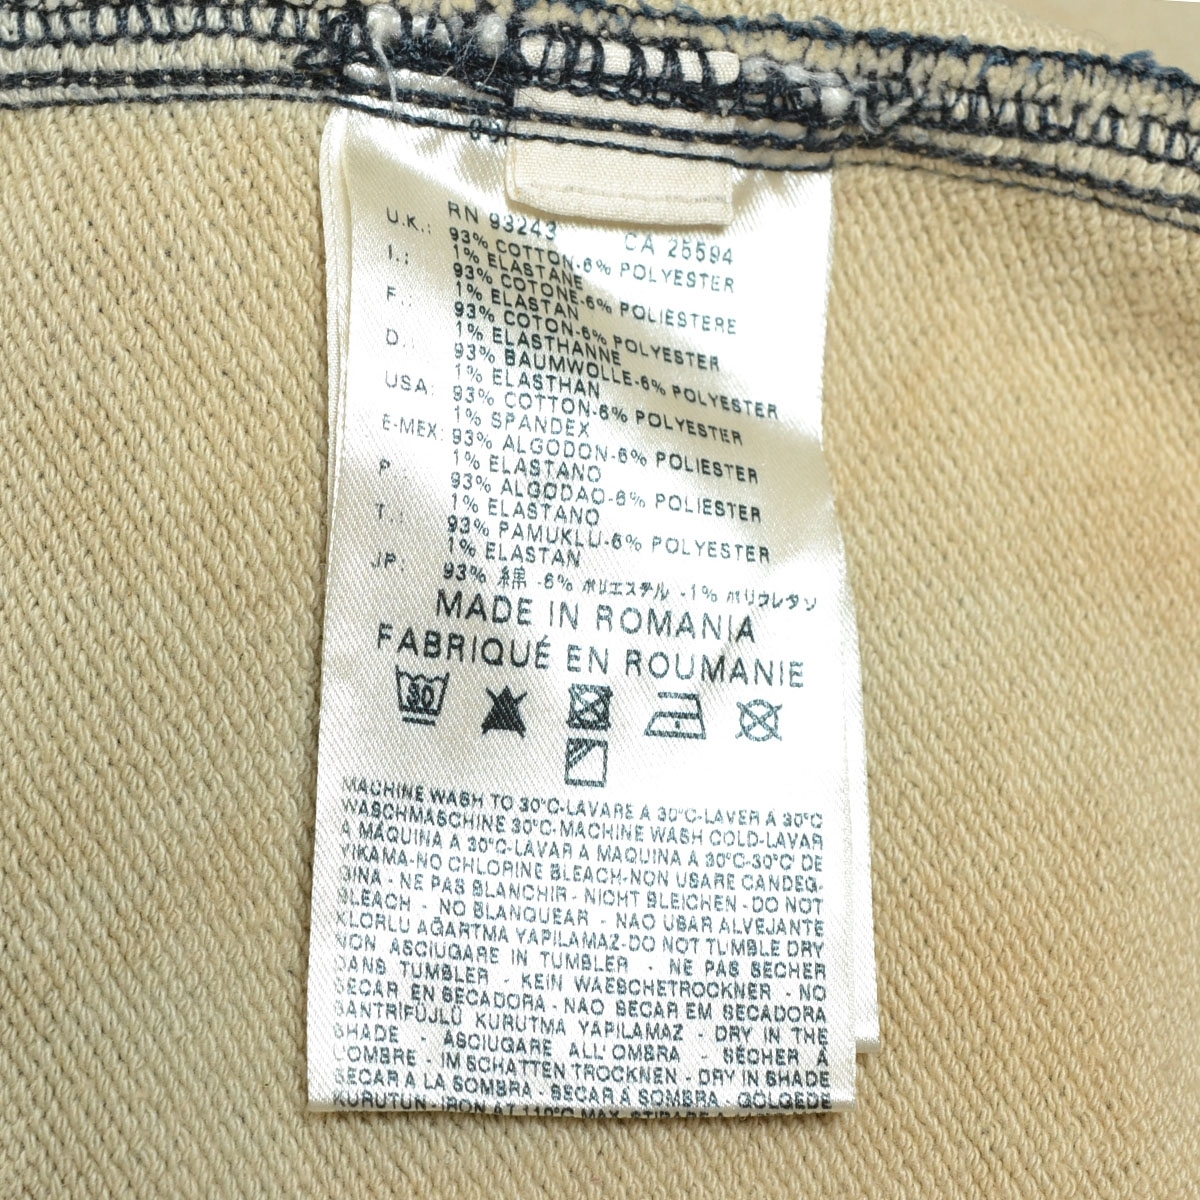 RN 93243 CA 25594
U.K.: 93% COTTON-6% POLYESTER
1% ELASTANE
I.: 93% COTONE-6% POLIESTERE
1% ELASTAN
F.: 93% COTON-6% POLYESTER
1% ELASTHANNE
D.: 93% BAUMWOLLE-6% POLYESTER
1% ELASTHAN
USA: 93% COTTON-6% POLYESTER
1% SPANDEX
E-MEX: 93% ALGODON-6% POLIESTER
1% ELASTANO
P.: 93% ALGODAO-6% POLIESTER
1% ELASTANO
T.: 93% PAMUKLU-6% POLYESTER
1% ELASTAN
JP: 93% 綿 -6% ポリエステル -1% ポリウレタン
MADE IN ROMANIA
FABRIQUÉ EN ROUMANIE
30
MACHINE WASH TO 30°C-LAVARE A 30°C-LAVER A 30°C
WASCHMASCHINE 30°C-MACHINE WASH COLD-LAVAR
A MÁQUINA A 30°C-LAVAR A MAQUINA A 30°C-30°C' DE
YIKAMA-NO CHLORINE BLEACH-NON USARE CANDEG-
GINA - NE PAS BLANCHIR - NICHT BLEICHEN - DO NOT
BLEACH - NO BLANQUEAR - NAO USAR ALVEJANTE
KLORLU AĞARTMA YAPILAMAZ-DO NOT TUMBLE DRY
NON ASCIUGARE IN TUMBLER - NE PAS SECHER
DANS TUMBLER - KEIN WAESCHETROCKNER - NO
SECAR EN SECADORA - NAO SECAR EM SECADORA
SANTRIFÜJLÜ KURUTMA YAPILAMAZ - DRY IN THE
SHADE - ASCIUGARE ALL'OMBRA - SÉCHER À
L'OMBRE - IM SCHATTEN TROCKNEN - DRY IN SHADE
SECAR A LA SOMBRA - SECAR A SOMBRA - GÖLGEDE
KURUTUN - IRON AT 110°C MAX-STIRARE A